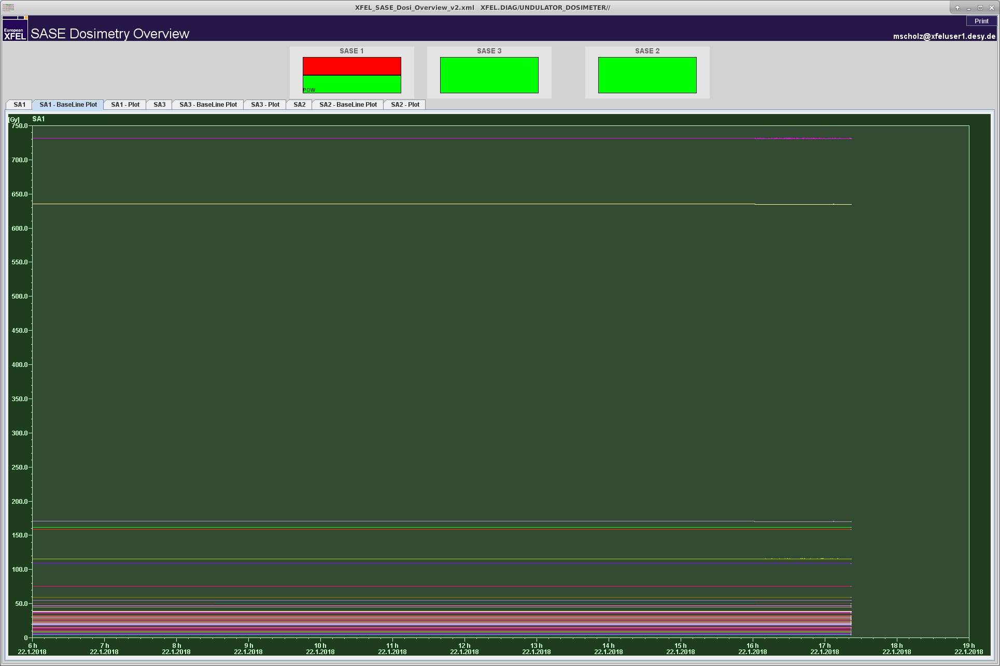 XFEL_SASE_Dosi_Overview_v2.xml   XFEL.DIAG/UNDULATOR_DOSIMETER//
Print
European
XFEL
SASE Dosimetry Overview
mscholz@xfeluser1.desy.de
SASE 1
SASE 3
SASE 2
POW
SA1
SA1 - BaseLine Plot
SA1 - Plot
SA3
SA3 - BaseLine Plot
SA3 - Plot
SA2
SA2 - BaseLine Plot
SA2 - Plot
[Gy]
SA1
750.0
700.0
650.0
600.0
550.0
500.0
450.0
400.0
350.0
300.0
250.0
200.0
150.0
100.0
50.0
0
6 h
22.1.2018
7 h
22.1.2018
8 h
22.1.2018
9 h
22.1.2018
10 h
22.1.2018
11 h
22.1.2018
12 h
22.1.2018
13 h
22.1.2018
14 h
22.1.2018
15 h
22.1.2018
16 h
22.1.2018
17 h
22.1.2018
18 h
22.1.2018
19 h
22.1.2018